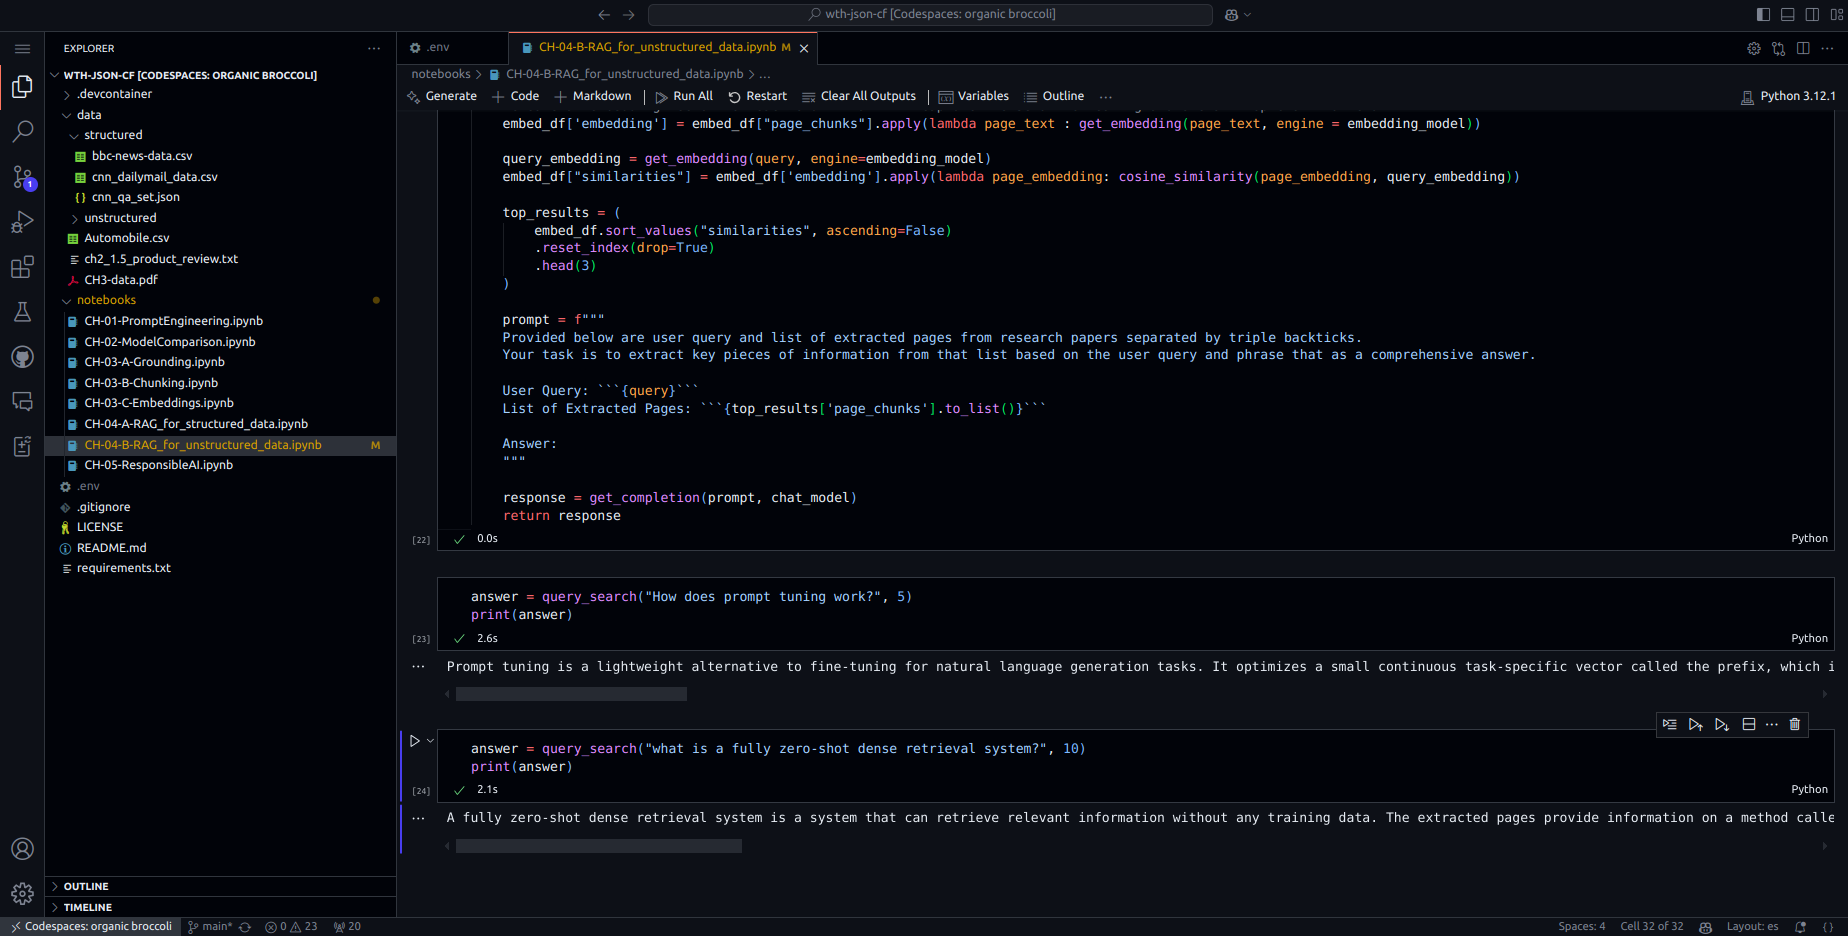 wth-json-cf [Codespaces: organic broccoli]
EXPLORER
WTH-JSON-CF [CODESPACES: ORGANIC BROCCOLI]
.devcontainer
data
structured
bbc-news-data.csv
cnn_dailymail_data.csv
{} cnn_qa_set.json
unstructured
Automobile.csv
ch2_1.5_product_review.txt
CH3-data.pdf
notebooks
CH-01-PromptEngineering.ipynb
CH-02-ModelComparison.ipynb
CH-03-A-Grounding.ipynb
CH-03-B-Chunking.ipynb
CH-03-C-Embeddings.ipynb
CH-04-A-RAG_for_structured_data.ipynb
CH-04-B-RAG_for_unstructured_data.ipynb M
CH-05-ResponsibleAI.ipynb
.env
.gitignore
LICENSE
README.md
requirements.txt
OUTLINE
TIMELINE
1
.env
CH-04-B-RAG_for_unstructured_data.ipynb M
notebooks > CH-04-B-RAG_for_unstructured_data.ipynb > ...
Generate + Code + Markdown | Run All Restart Clear All Outputs | Variables Outline ...
Python 3.12.1
embed_df['embedding'] = embed_df["page_chunks"].apply(lambda page_text : get_embedding(page_text, engine = embedding_model))
query_embedding = get_embedding(query, engine=embedding_model)
embed_df["similarities"] = embed_df['embedding'].apply(lambda page_embedding: cosine_similarity(page_embedding, query_embedding))
top_results = (
embed_df.sort_values("similarities", ascending=False)
.reset_index(drop=True)
.head(3)
)
prompt = f"""
Provided below are user query and list of extracted pages from research papers separated by triple backticks.
Your task is to extract key pieces of information from that list based on the user query and phrase that as a comprehensive answer.
User Query: ```{query}```
List of Extracted Pages: ```{top_results['page_chunks'].to_list()}```
Answer:
"""
response = get_completion(prompt, chat_model)
return response
[22] 0.0s Python
answer = query_search("How does prompt tuning work?", 5)
print(answer)
[23] 2.6s Python
Prompt tuning is a lightweight alternative to fine-tuning for natural language generation tasks. It optimizes a small continuous task-specific vector called the prefix, which i
answer = query_search("what is a fully zero-shot dense retrieval system?", 10)
print(answer)
[24] 2.1s Python
A fully zero-shot dense retrieval system is a system that can retrieve relevant information without any training data. The extracted pages provide information on a method calle
Codespaces: organic broccoli main* 0 23 20
Spaces: 4 Cell 32 of 32 Layout: es {}